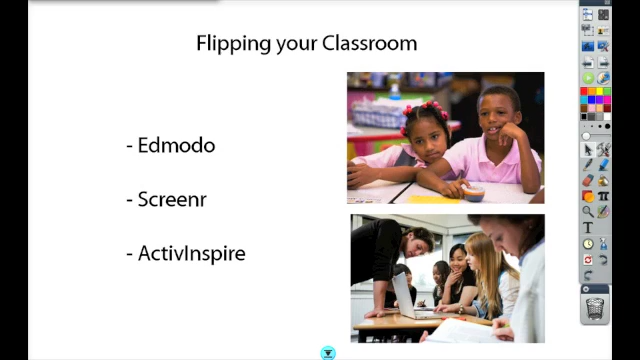 Flipping your Classroom
- Edmodo
- Screenr
- ActivInspire